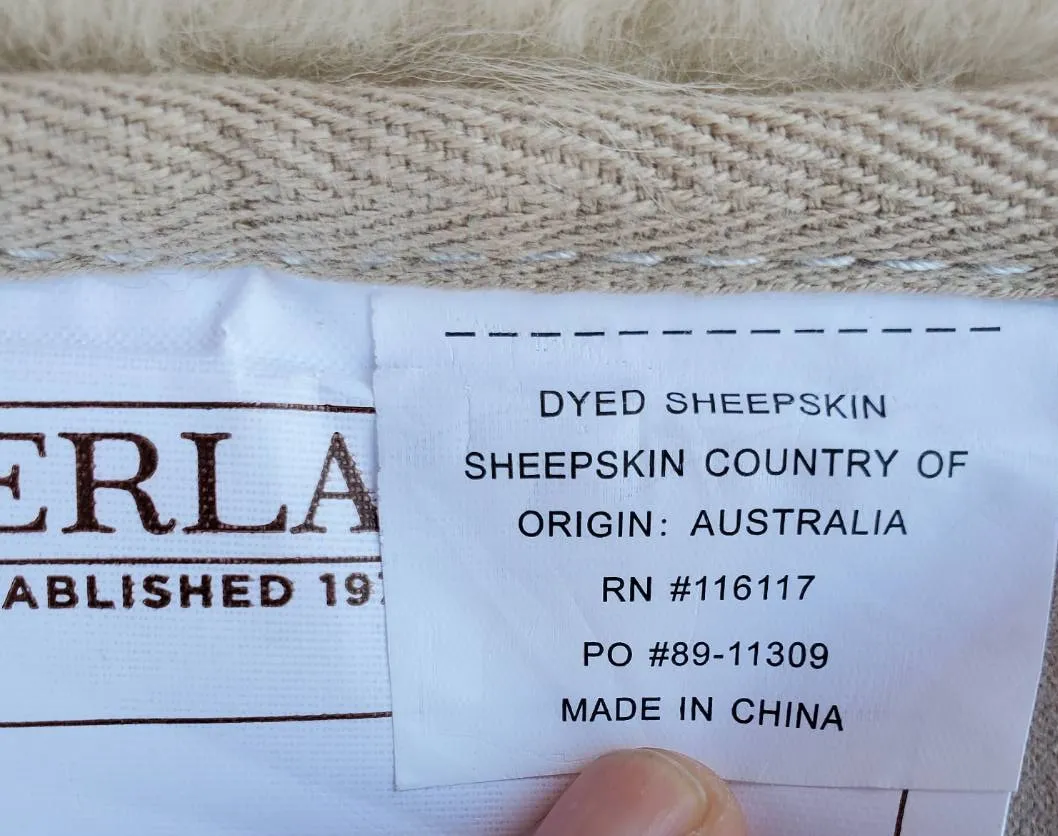 ERLA
ABLISHED 19
DYED SHEEPSKIN
SHEEPSKIN COUNTRY OF
ORIGIN: AUSTRALIA
RN #116117
PO #89-11309
MADE IN CHINA